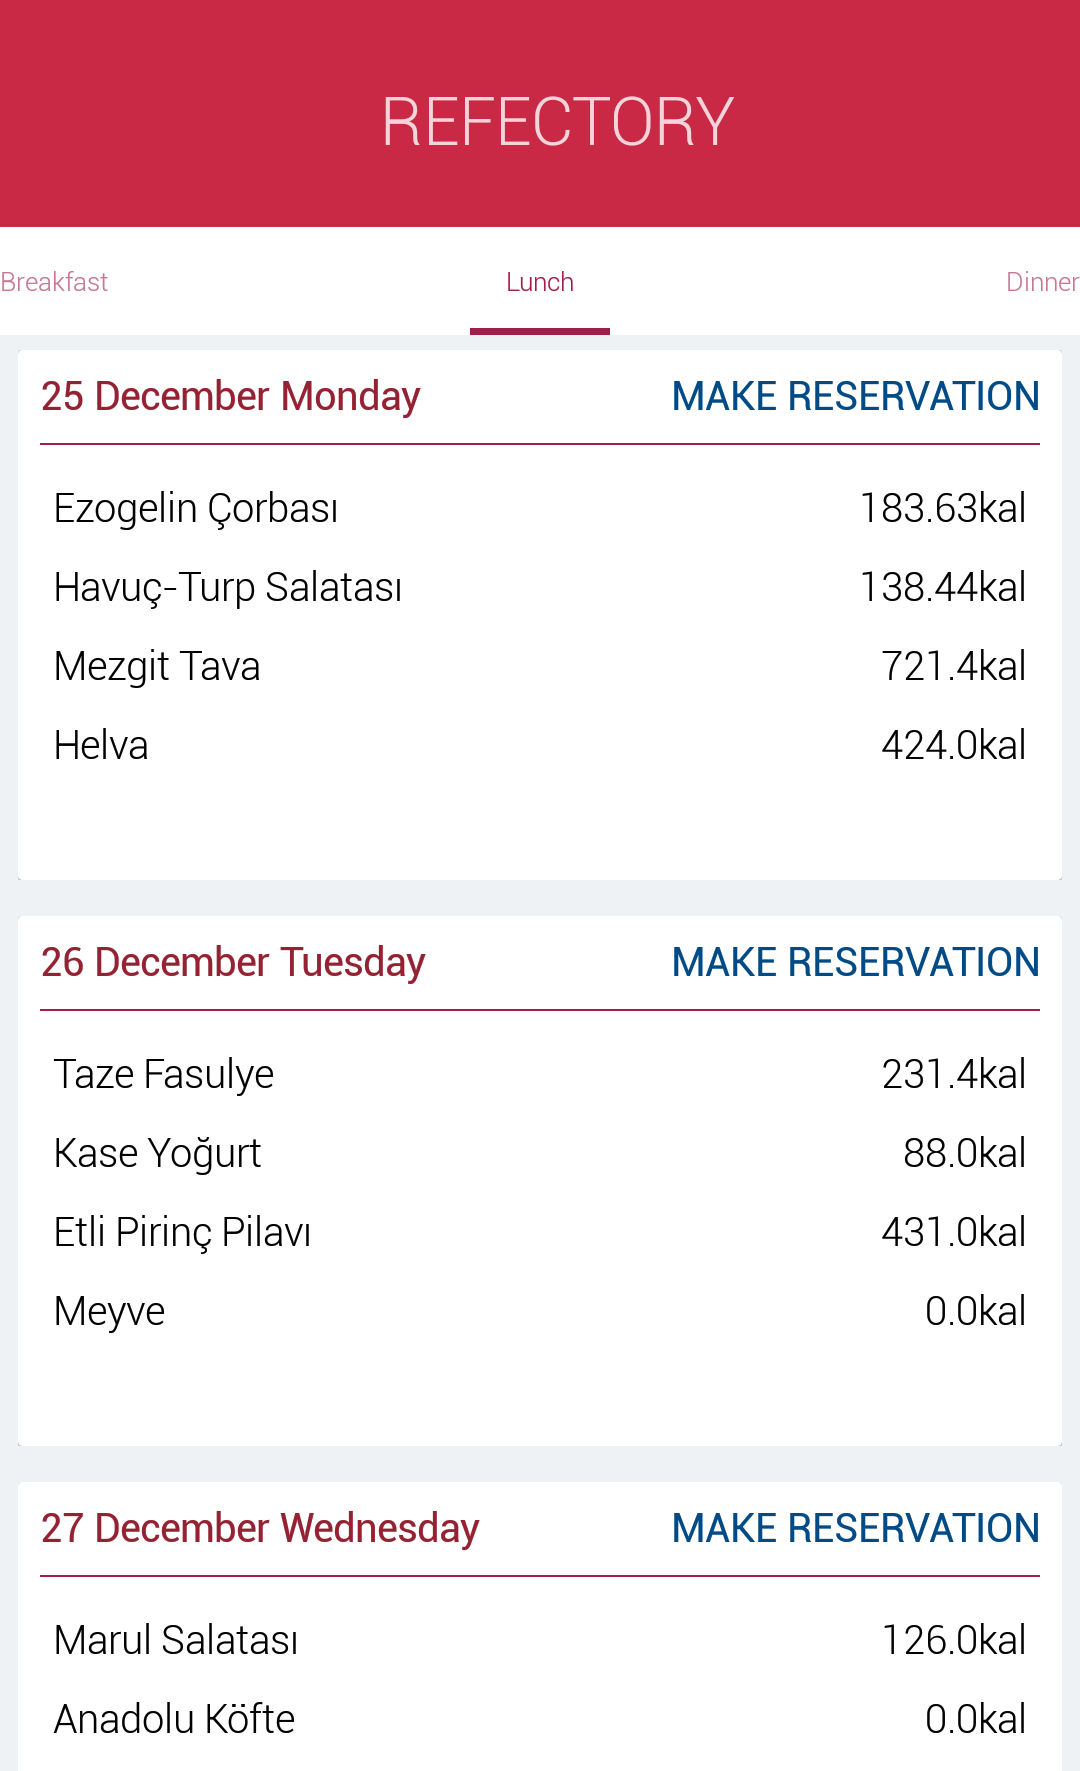 REFECTORY
Breakfast Lunch Dinner
25 December Monday MAKE RESERVATION
Ezogelin Çorbası 183.63kal
Havuç-Turp Salatası 138.44kal
Mezgit Tava 721.4kal
Helva 424.0kal
26 December Tuesday MAKE RESERVATION
Taze Fasulye 231.4kal
Kase Yoğurt 88.0kal
Etli Pirinç Pilavı 431.0kal
Meyve 0.0kal
27 December Wednesday MAKE RESERVATION
Marul Salatası 126.0kal
Anadolu Köfte 0.0kal